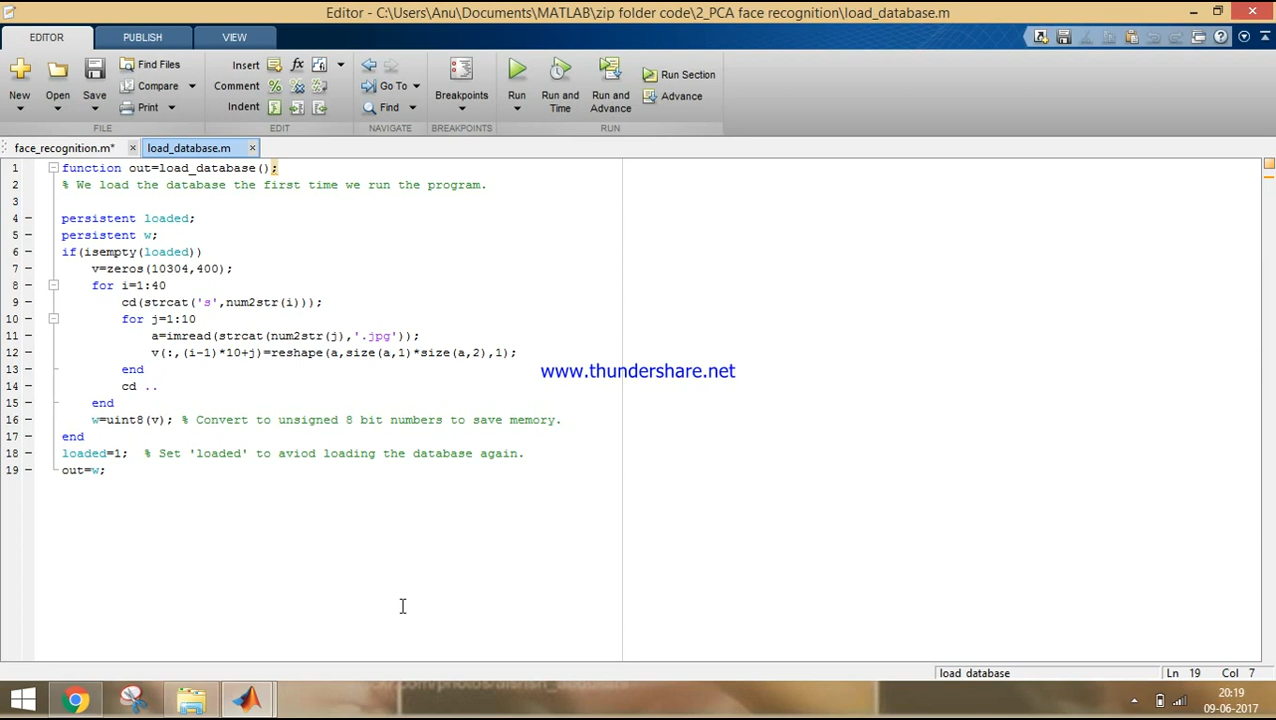 Editor - C:\Users\Anu\Documents\MATLAB\zip folder code\2_PCA face recognition\load_database.m
EDITOR PUBLISH VIEW
New Open Save Find Files Compare Print
Insert Comment Indent
Go To Find
Breakpoints
Run Run and Time Run and Advance Run Section Advance
FILE EDIT NAVIGATE BREAKPOINTS RUN
face_recognition.m* load_database.m
1 function out=load_database();
2 % We load the database the first time we run the program.
3
4 persistent loaded;
5 persistent w;
6 if(isempty(loaded))
7 v=zeros(10304,400);
8 for i=1:40
9 cd(strcat('s',num2str(i)));
10 for j=1:10
11 a=imread(strcat(num2str(j),'.jpg'));
12 v(:,(i-1)*10+j)=reshape(a,size(a,1)*size(a,2),1);
13 end
www.thundershare.net
14 cd ..
15 end
16 w=uint8(v); % Convert to unsigned 8 bit numbers to save memory.
17 end
18 loaded=1; % Set 'loaded' to aviod loading the database again.
19 out=w;
load database Ln 19 Col 7
20:19
09-06-2017